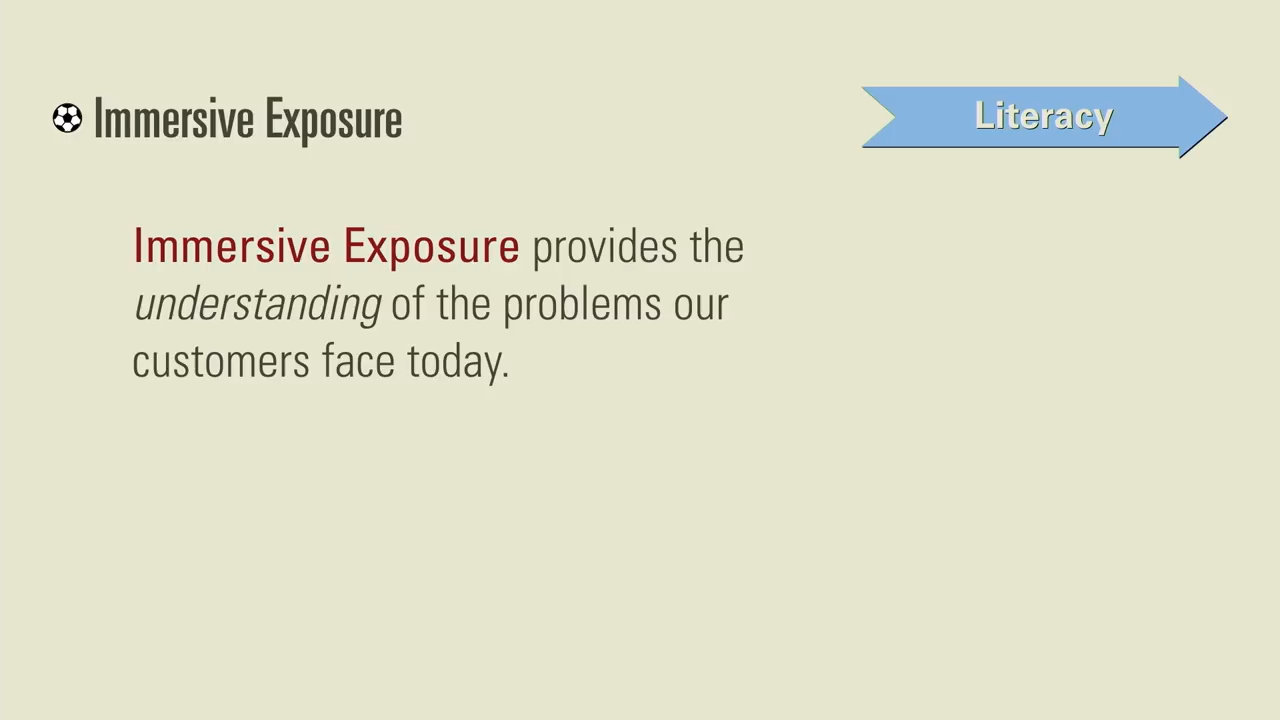 Immersive Exposure
Literacy
Immersive Exposure provides the
understanding of the problems our
customers face today.